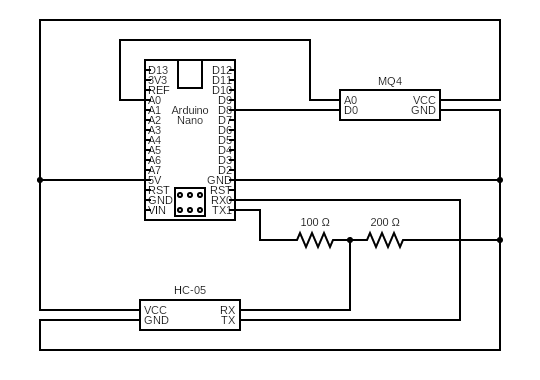 D13 D12
3V3 D11
REF D10
A0 D9
A1 D8
A2 D7
A3 D6
A4 D5
A5 D4
A6 D3
A7 D2
5V GND
RST RST
GND RX0
VIN TX1
Arduino
Nano
MQ4
A0 VCC
D0 GND
100 Ω 200 Ω
HC-05
VCC RX
GND TX